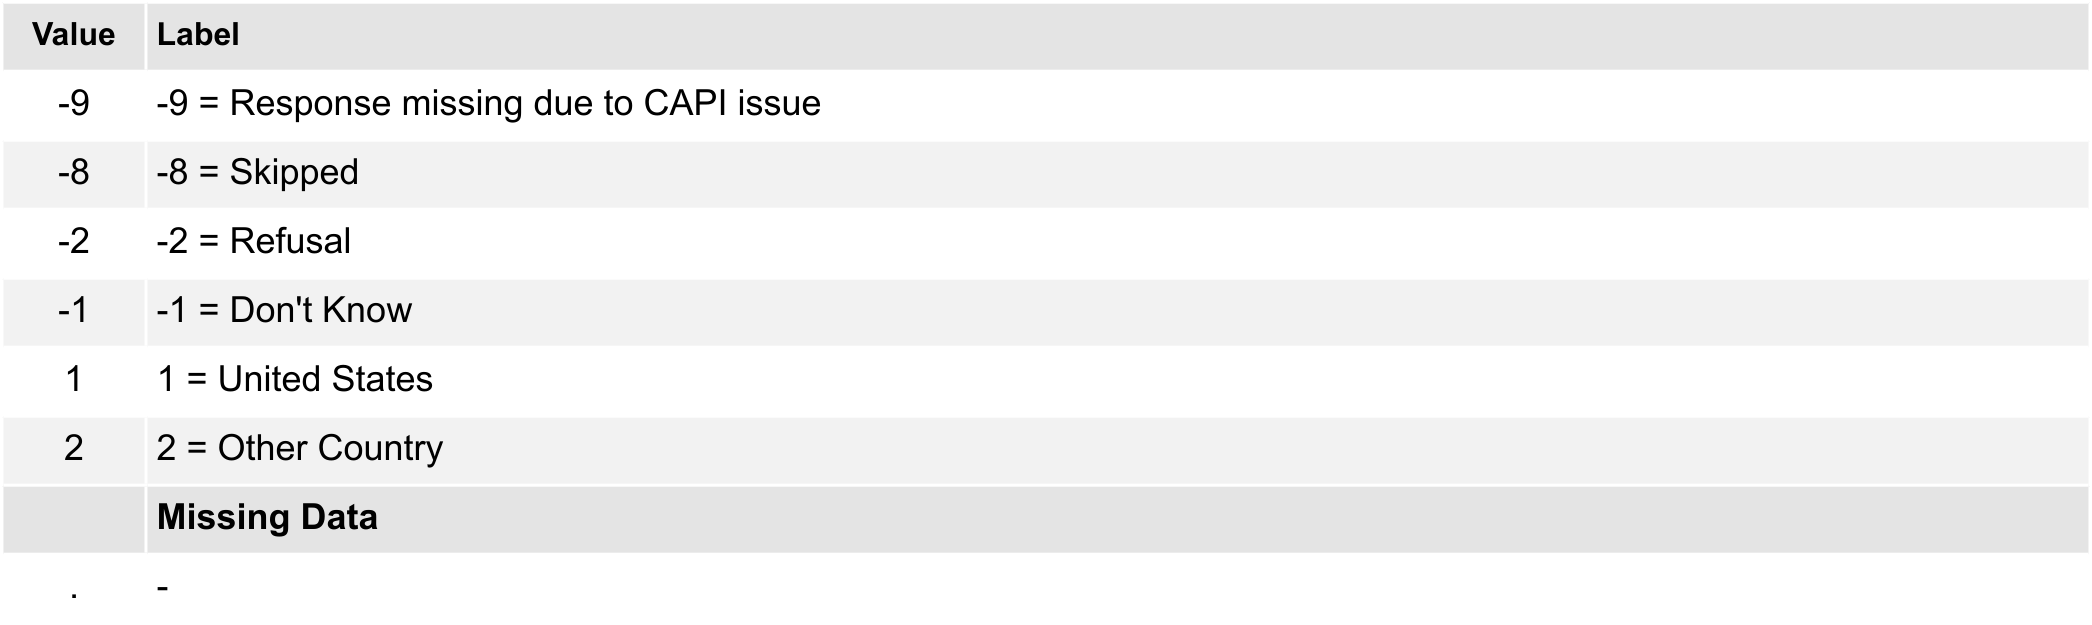 Value Label
-9 -9 = Response missing due to CAPI issue
-8 -8 = Skipped
-2 -2 = Refusal
-1 -1 = Don't Know
1 1 = United States
2 2 = Other Country
Missing Data
. -